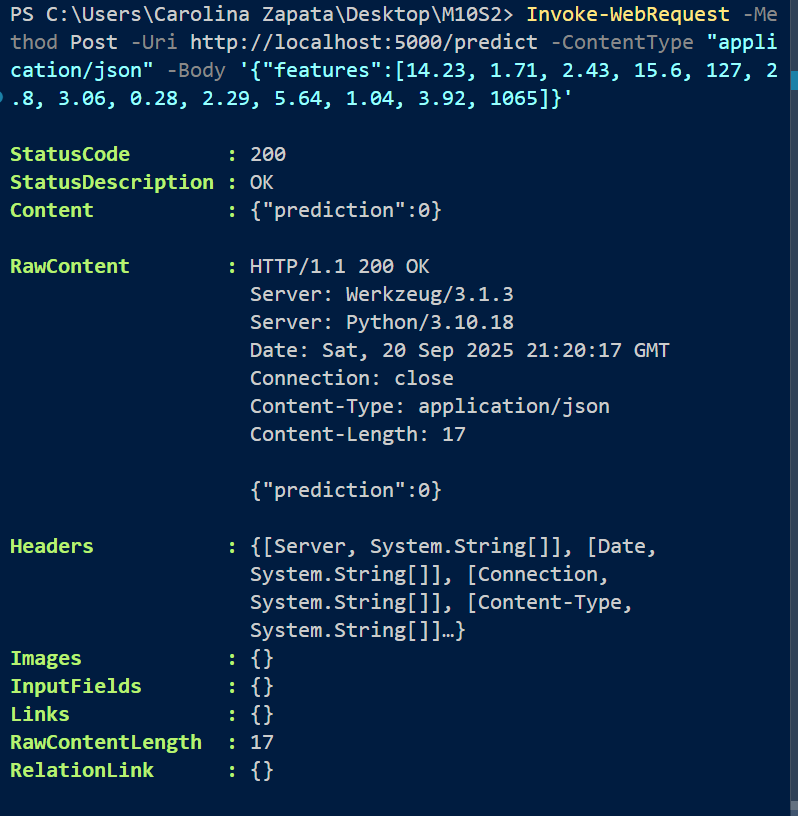 PS C:\Users\Carolina Zapata\Desktop\M10S2> Invoke-WebRequest -Me
thod Post -Uri http://localhost:5000/predict -ContentType "appli
cation/json" -Body '{"features":[14.23, 1.71, 2.43, 15.6, 127, 2
.8, 3.06, 0.28, 2.29, 5.64, 1.04, 3.92, 1065]}'
StatusCode : 200
StatusDescription : OK
Content : {"prediction":0}
RawContent : HTTP/1.1 200 OK
Server: Werkzeug/3.1.3
Server: Python/3.10.18
Date: Sat, 20 Sep 2025 21:20:17 GMT
Connection: close
Content-Type: application/json
Content-Length: 17
{"prediction":0}
Headers : {[Server, System.String[]], [Date,
System.String[]], [Connection,
System.String[]], [Content-Type,
System.String[]]…}
Images : {}
InputFields : {}
Links : {}
RawContentLength : 17
RelationLink : {}